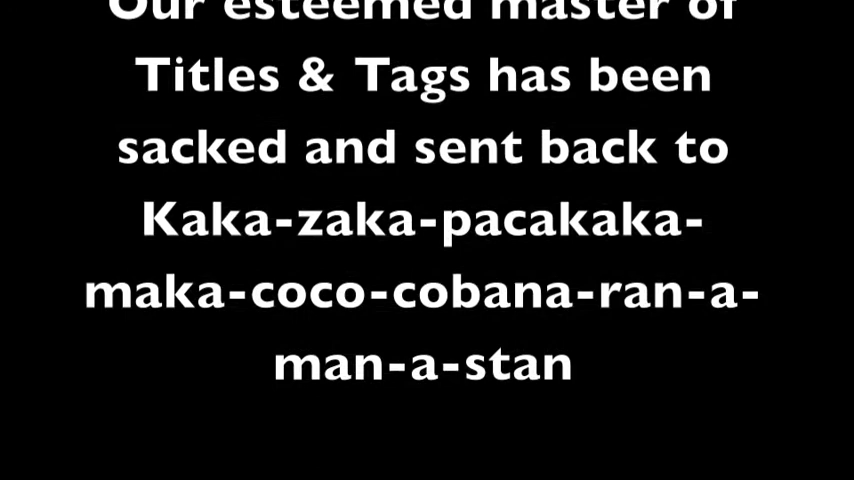 Our esteemed master of
Titles & Tags has been
sacked and sent back to
Kaka-zaka-pacakaka-
maka-coco-cobana-ran-a-
man-a-stan